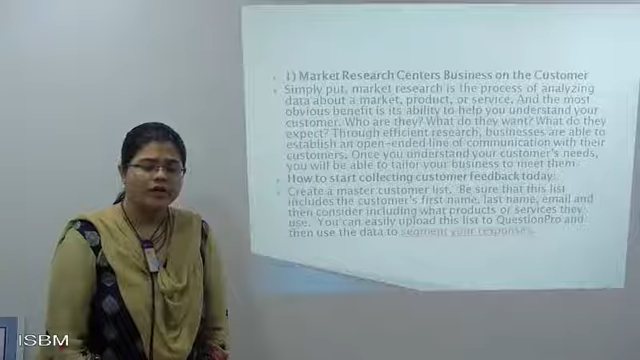 1) Market Research Centers Business on the Customer
Simply put, market research is the process of analyzing
data about a market, product, or service. And the most
obvious benefit is its ability to help you understand your
customer. Who are they? What do they want? What do they
expect? Through efficient research, businesses are able to
establish an open-ended line of communication with their
customers. Once you understand your customer's needs,
you will be able to tailor your business to meet them.
How to start collecting customer feedback today:
Create a master customer list. Be sure that this list
includes the customer's first name, last name, email and
then consider including what products or services they
use. You can easily upload this list to QuestionPro and
then use the data to segment your responses.
ISBM